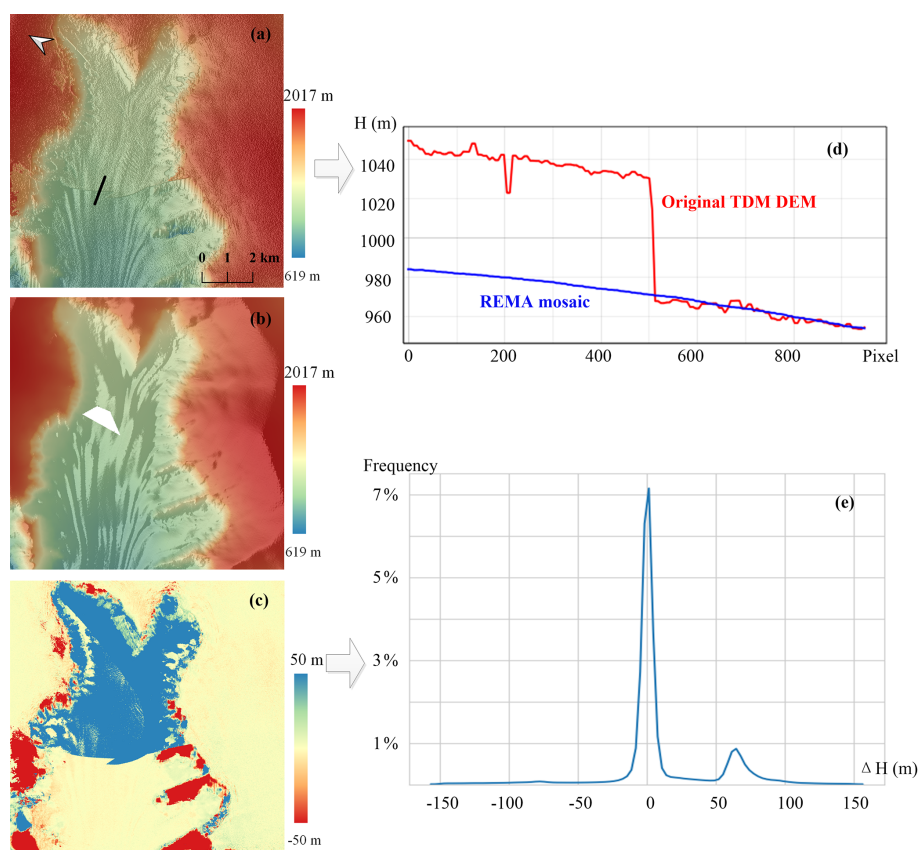 (a)
2017 m
619 m
0 1 2 km
(b)
2017 m
619 m
(c)
50 m
-50 m
H (m)
(d)
1040
1020
1000
980
960
Original TDM DEM
REMA mosaic
0 200 400 600 800 Pixel
Frequency
(e)
7%
5%
3%
1%
Δ H (m)
-150 -100 -50 0 50 100 150